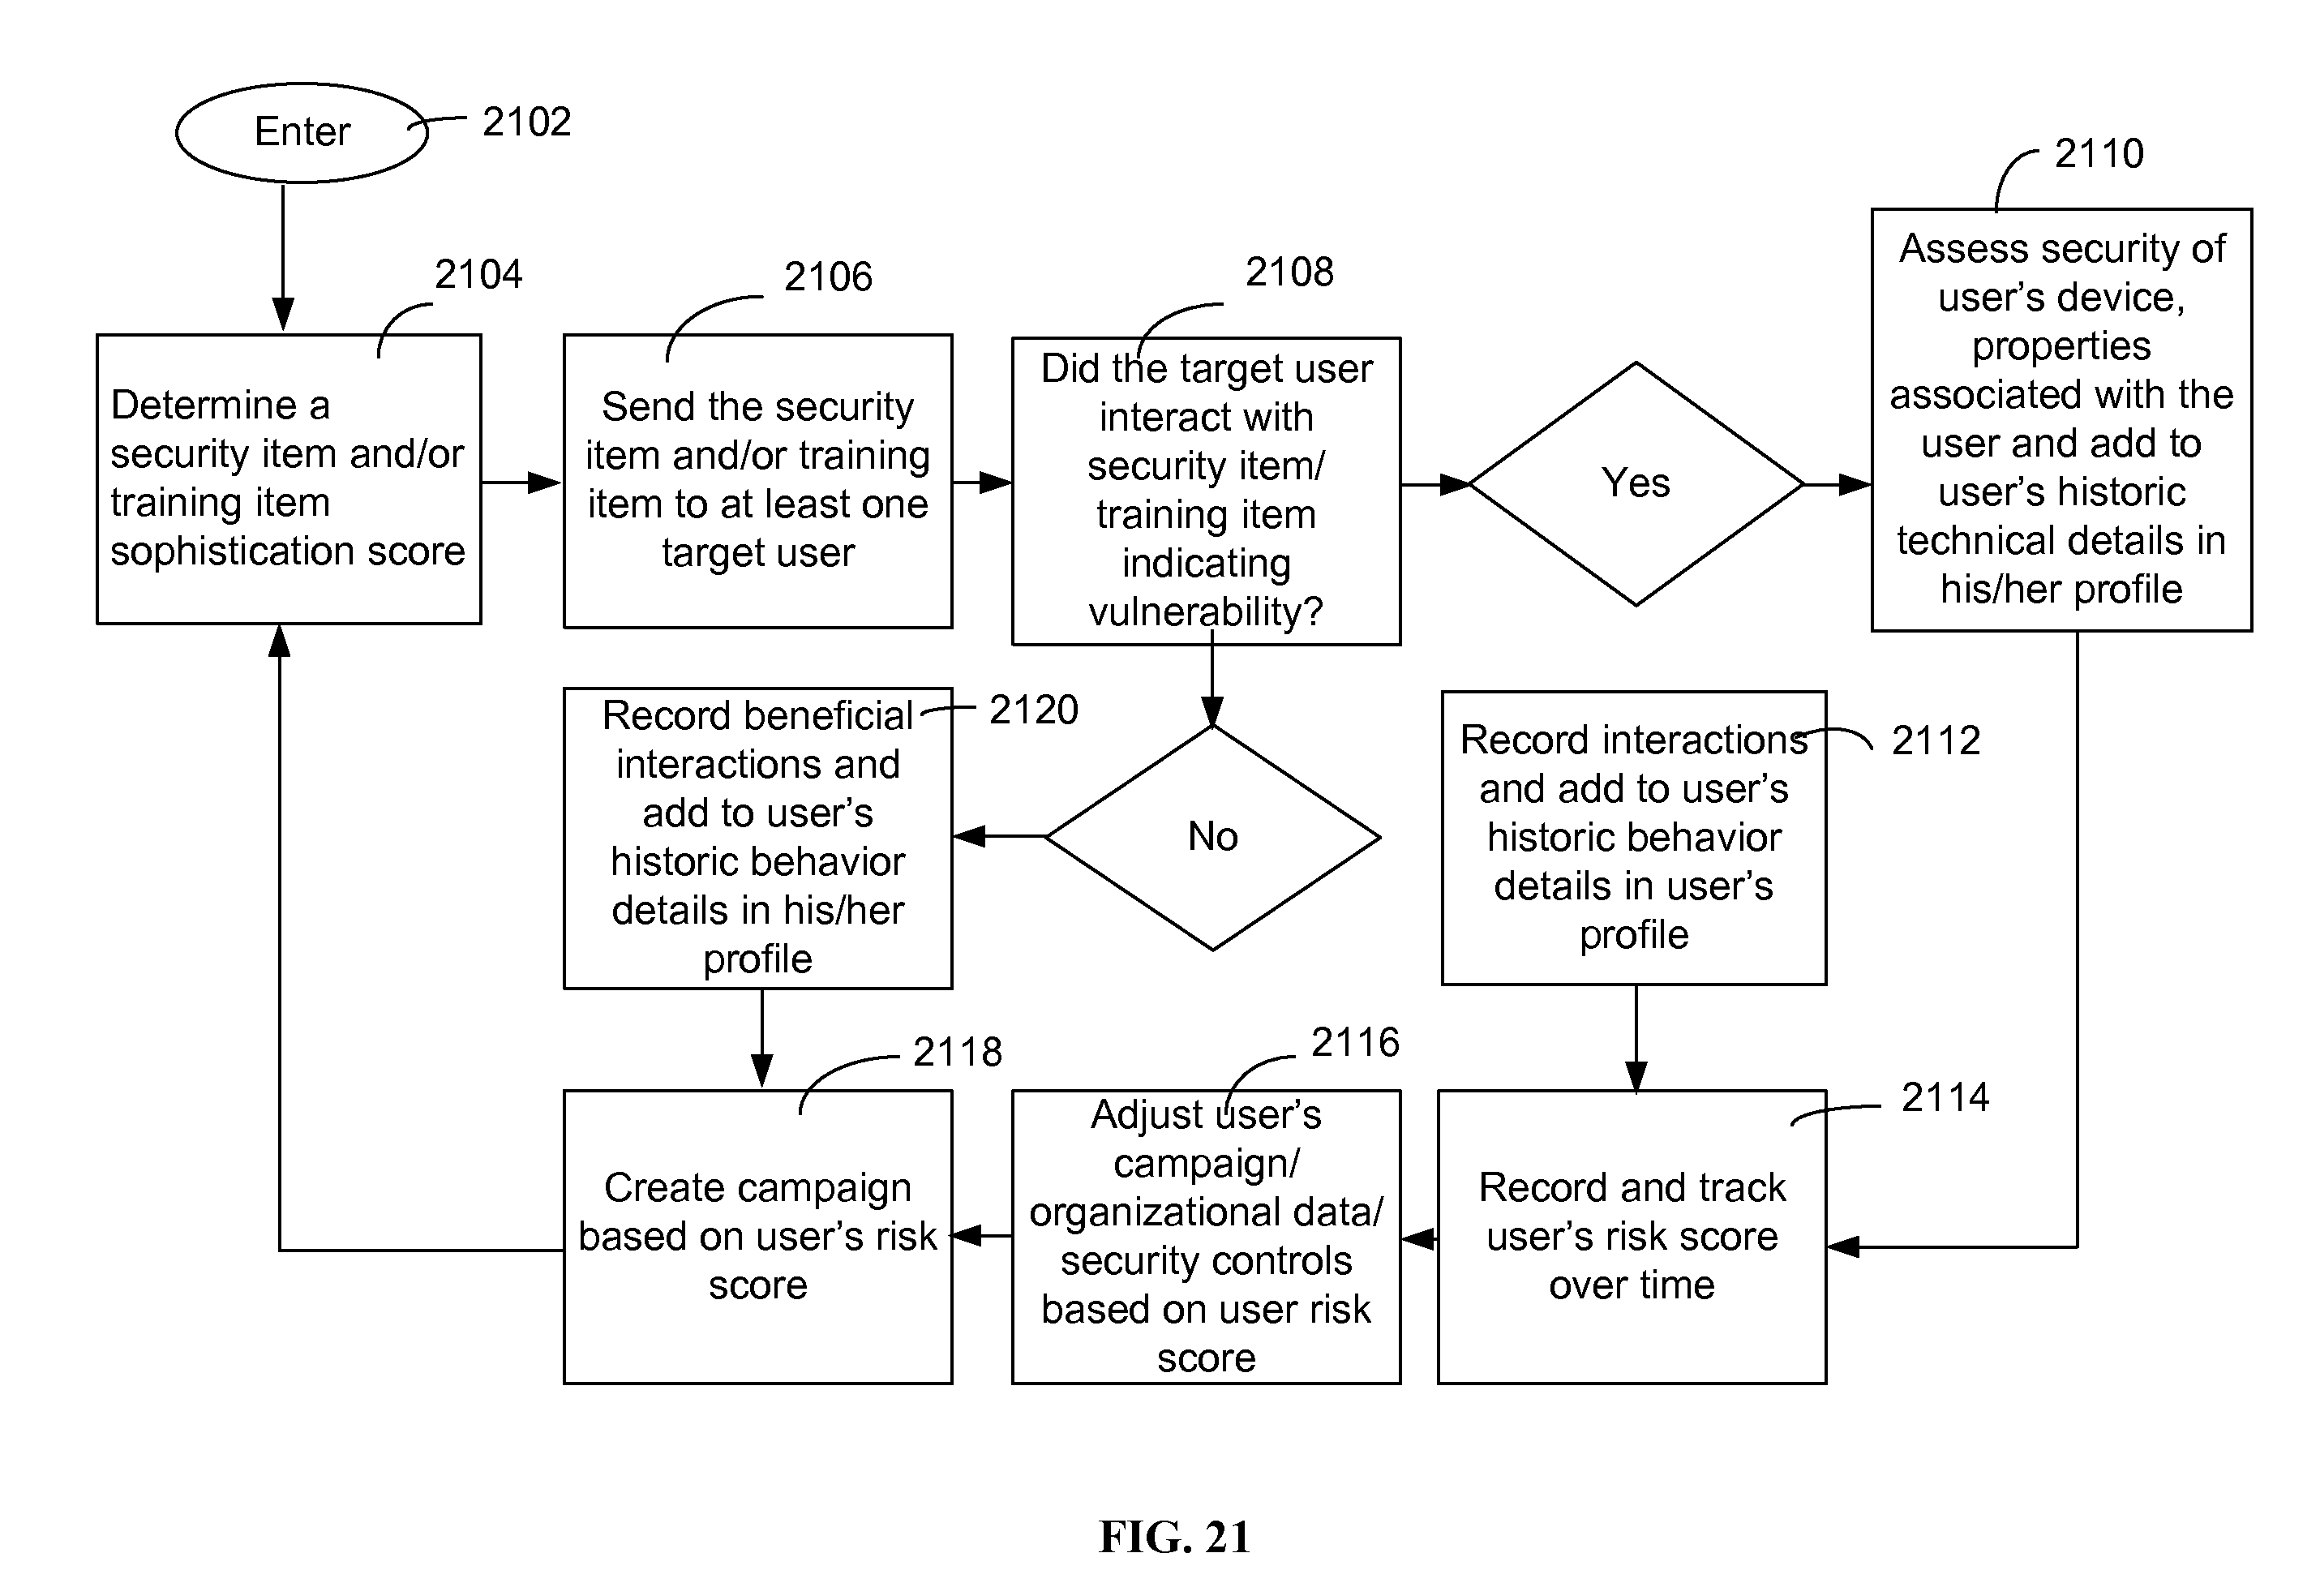 Enter
2102
2104
Determine a
security item and/or
training item
sophistication score
2106
Send the security
item and/or training
item to at least one
target user
2108
Did the target user
interact with
security item/
training item
indicating
vulnerability?
Yes
2110
Assess security of
user's device,
properties
associated with the
user and add to
user's historic
technical details in
his/her profile
2120
Record beneficial
interactions and
add to user's
historic behavior
details in his/her
profile
No
2112
Record interactions
and add to user's
historic behavior
details in user's
profile
2118
Create campaign
based on user's risk
score
2116
Adjust user's
campaign/
organizational data/
security controls
based on user risk
score
2114
Record and track
user's risk score
over time
FIG. 21